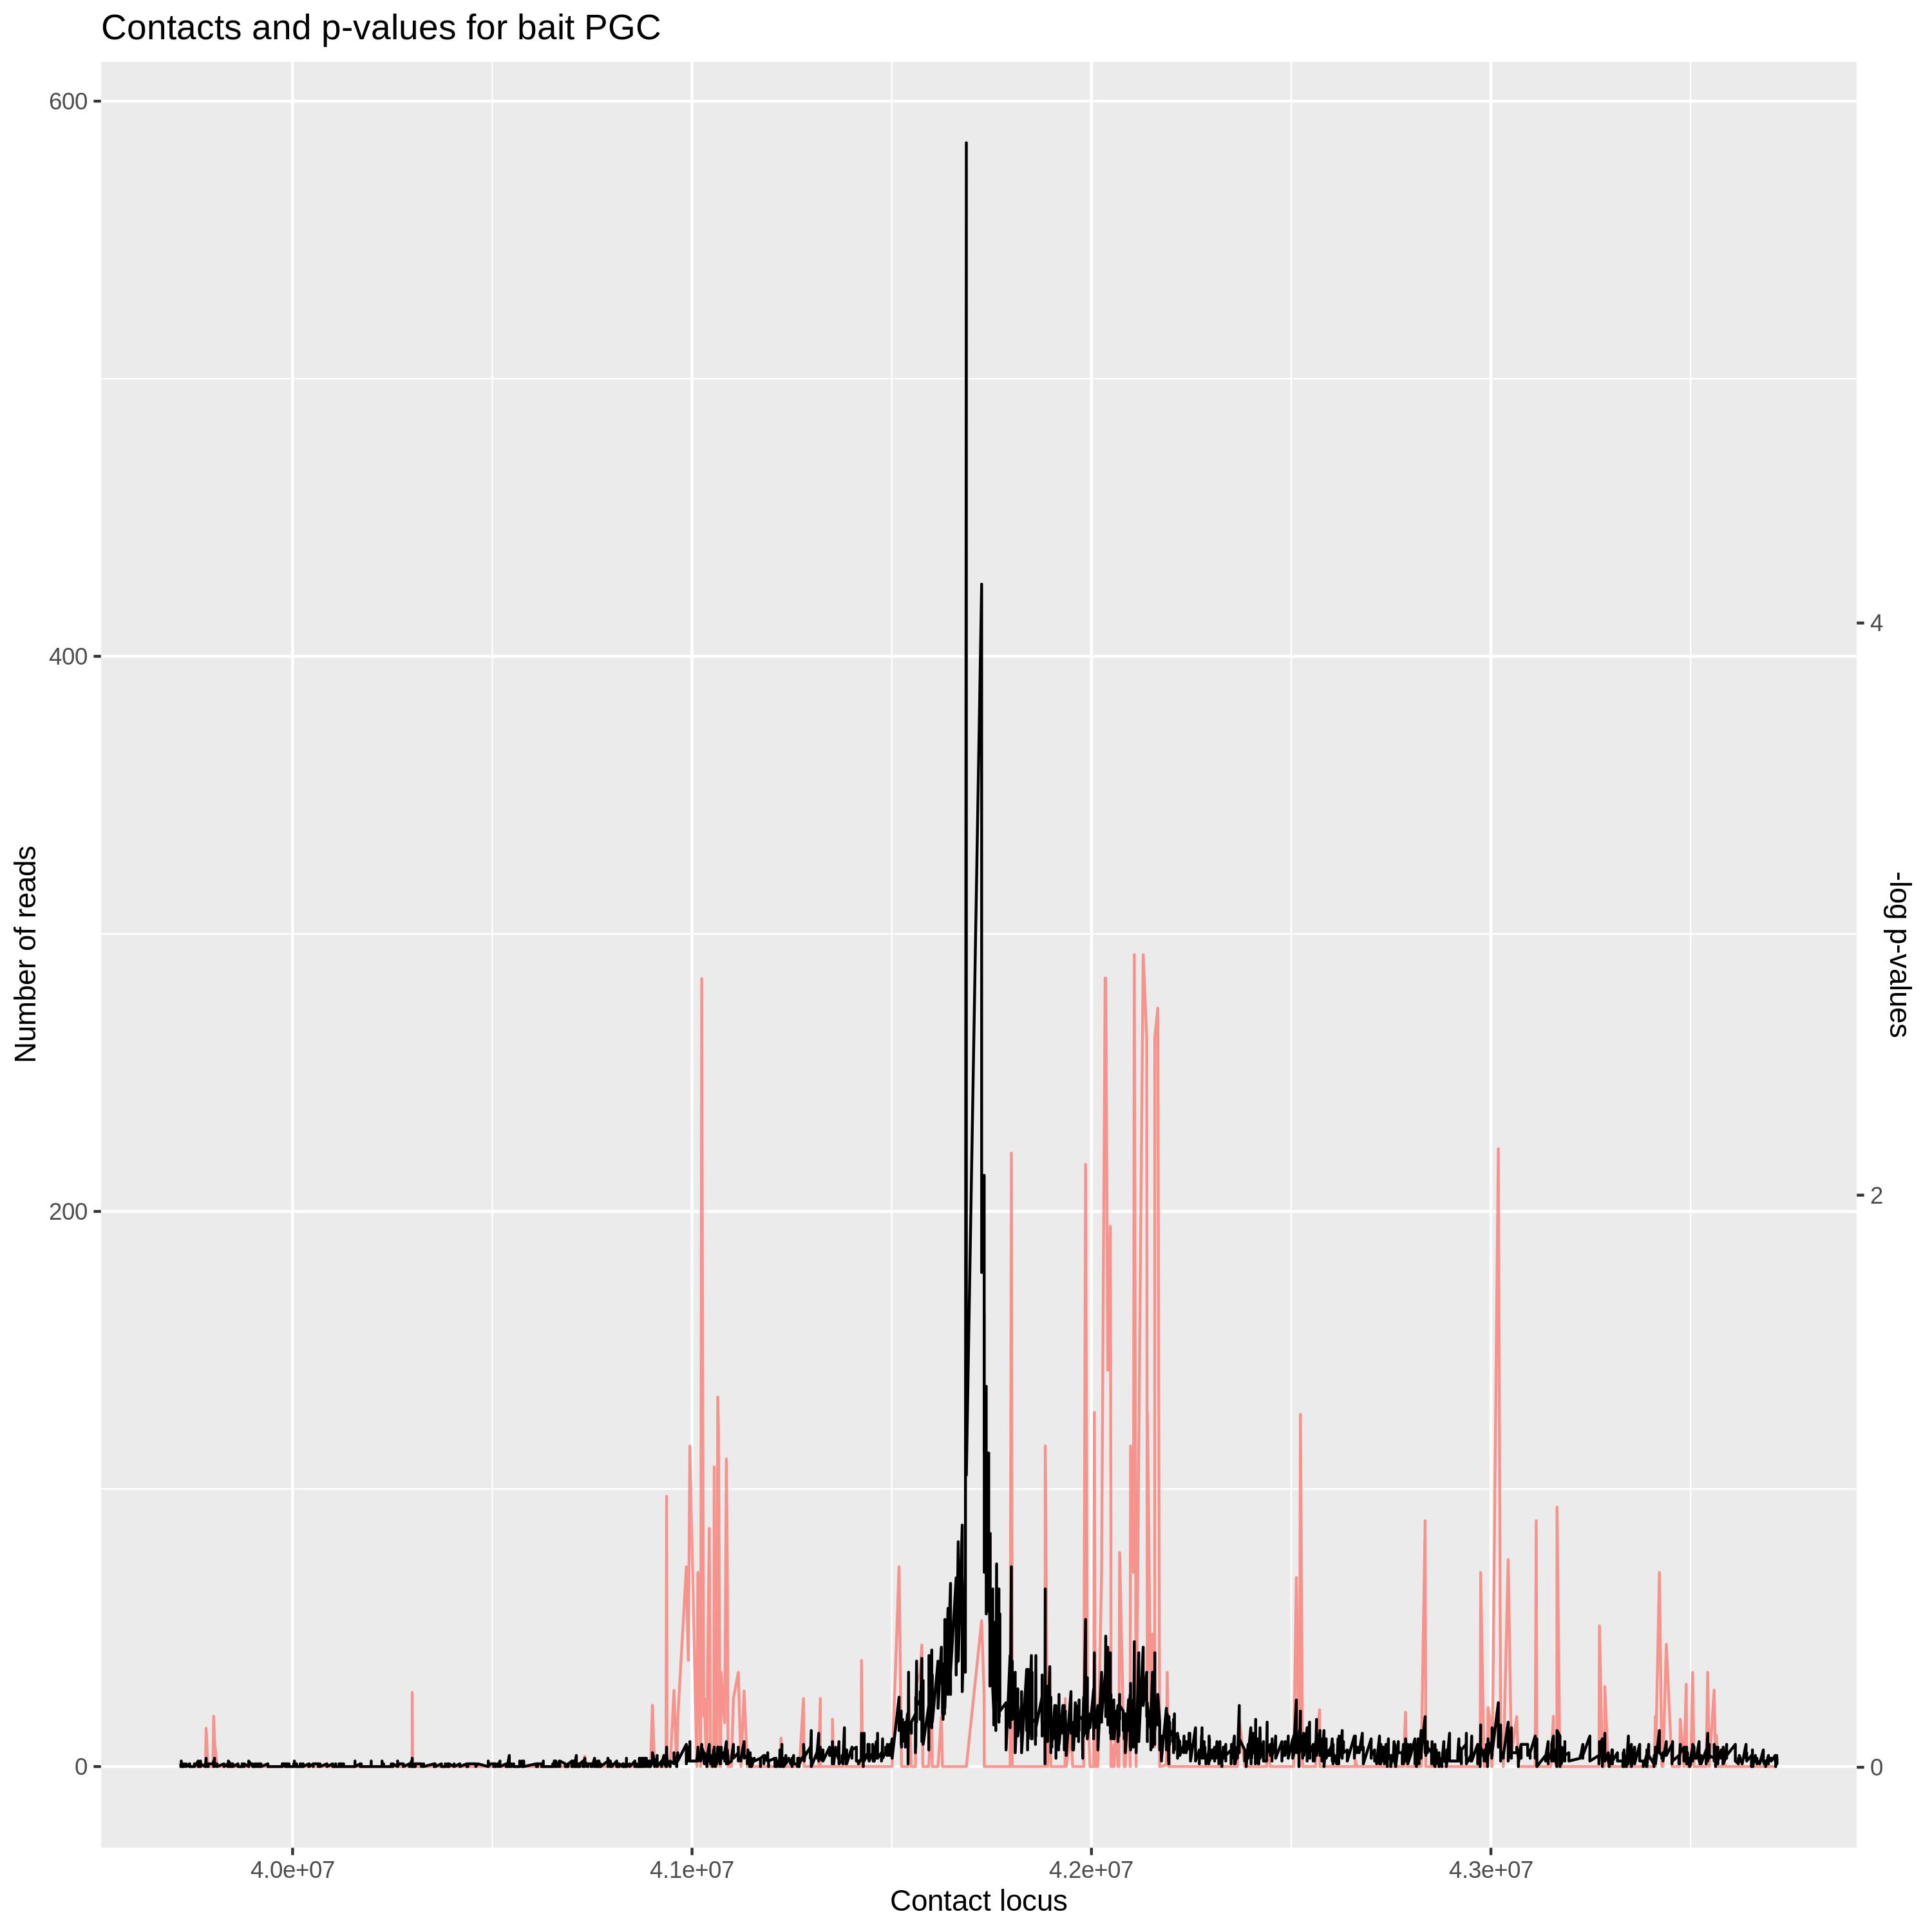 Contacts and p-values for bait PGC
600
400
200
0
Number of reads
4
2
0
-log p-values
4.0e+07 4.1e+07 4.2e+07 4.3e+07
Contact locus